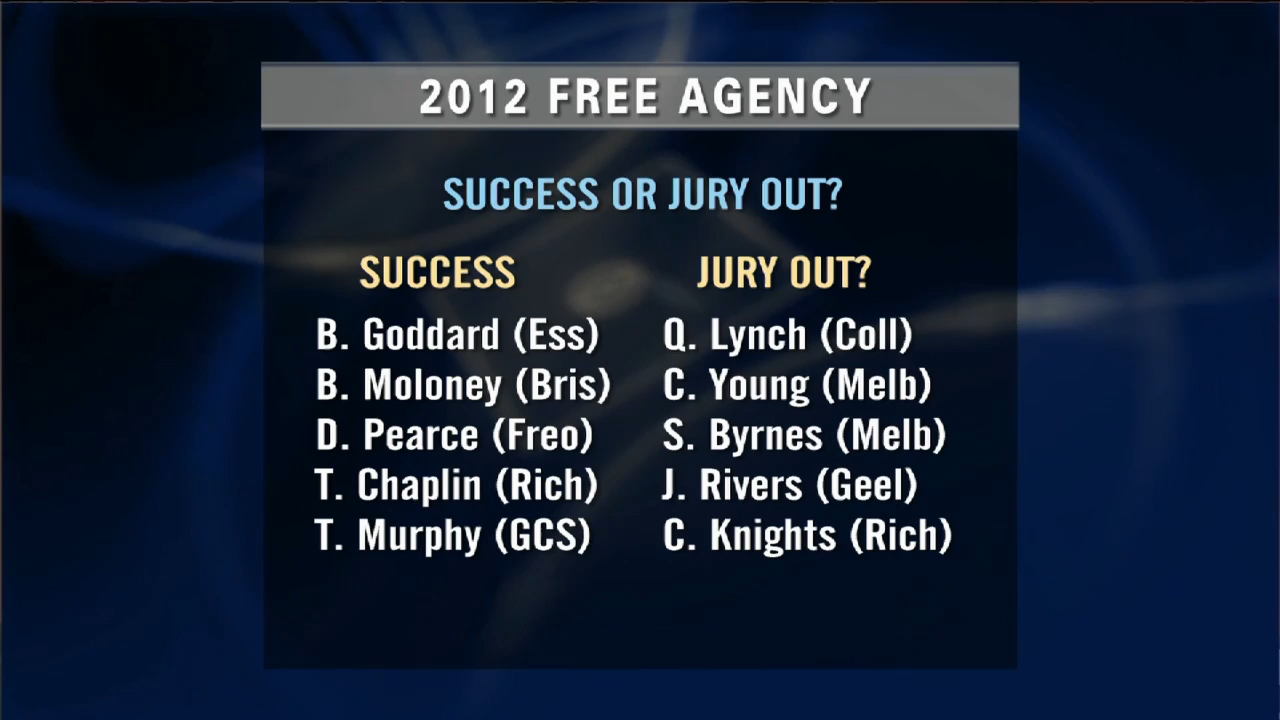 2012 FREE AGENCY
SUCCESS OR JURY OUT?
SUCCESS
B. Goddard (Ess)
B. Moloney (Bris)
D. Pearce (Freo)
T. Chaplin (Rich)
T. Murphy (GCS)
JURY OUT?
Q. Lynch (Coll)
C. Young (Melb)
S. Byrnes (Melb)
J. Rivers (Geel)
C. Knights (Rich)